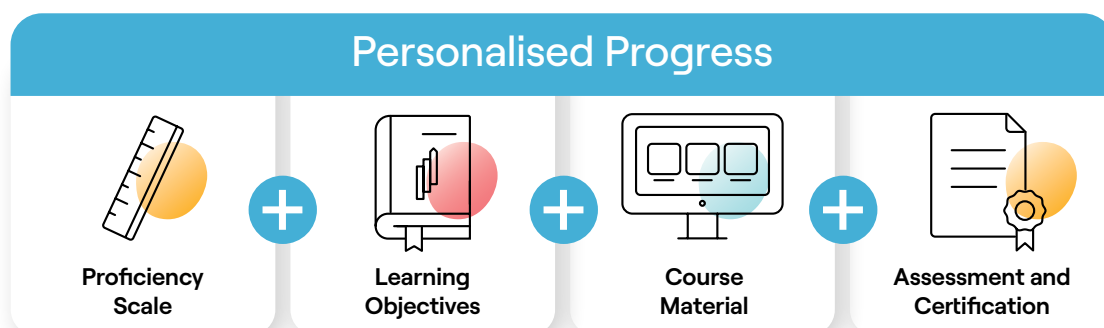 Personalised Progress
Proficiency
Scale
Learning
Objectives
Course
Material
Assessment and
Certification